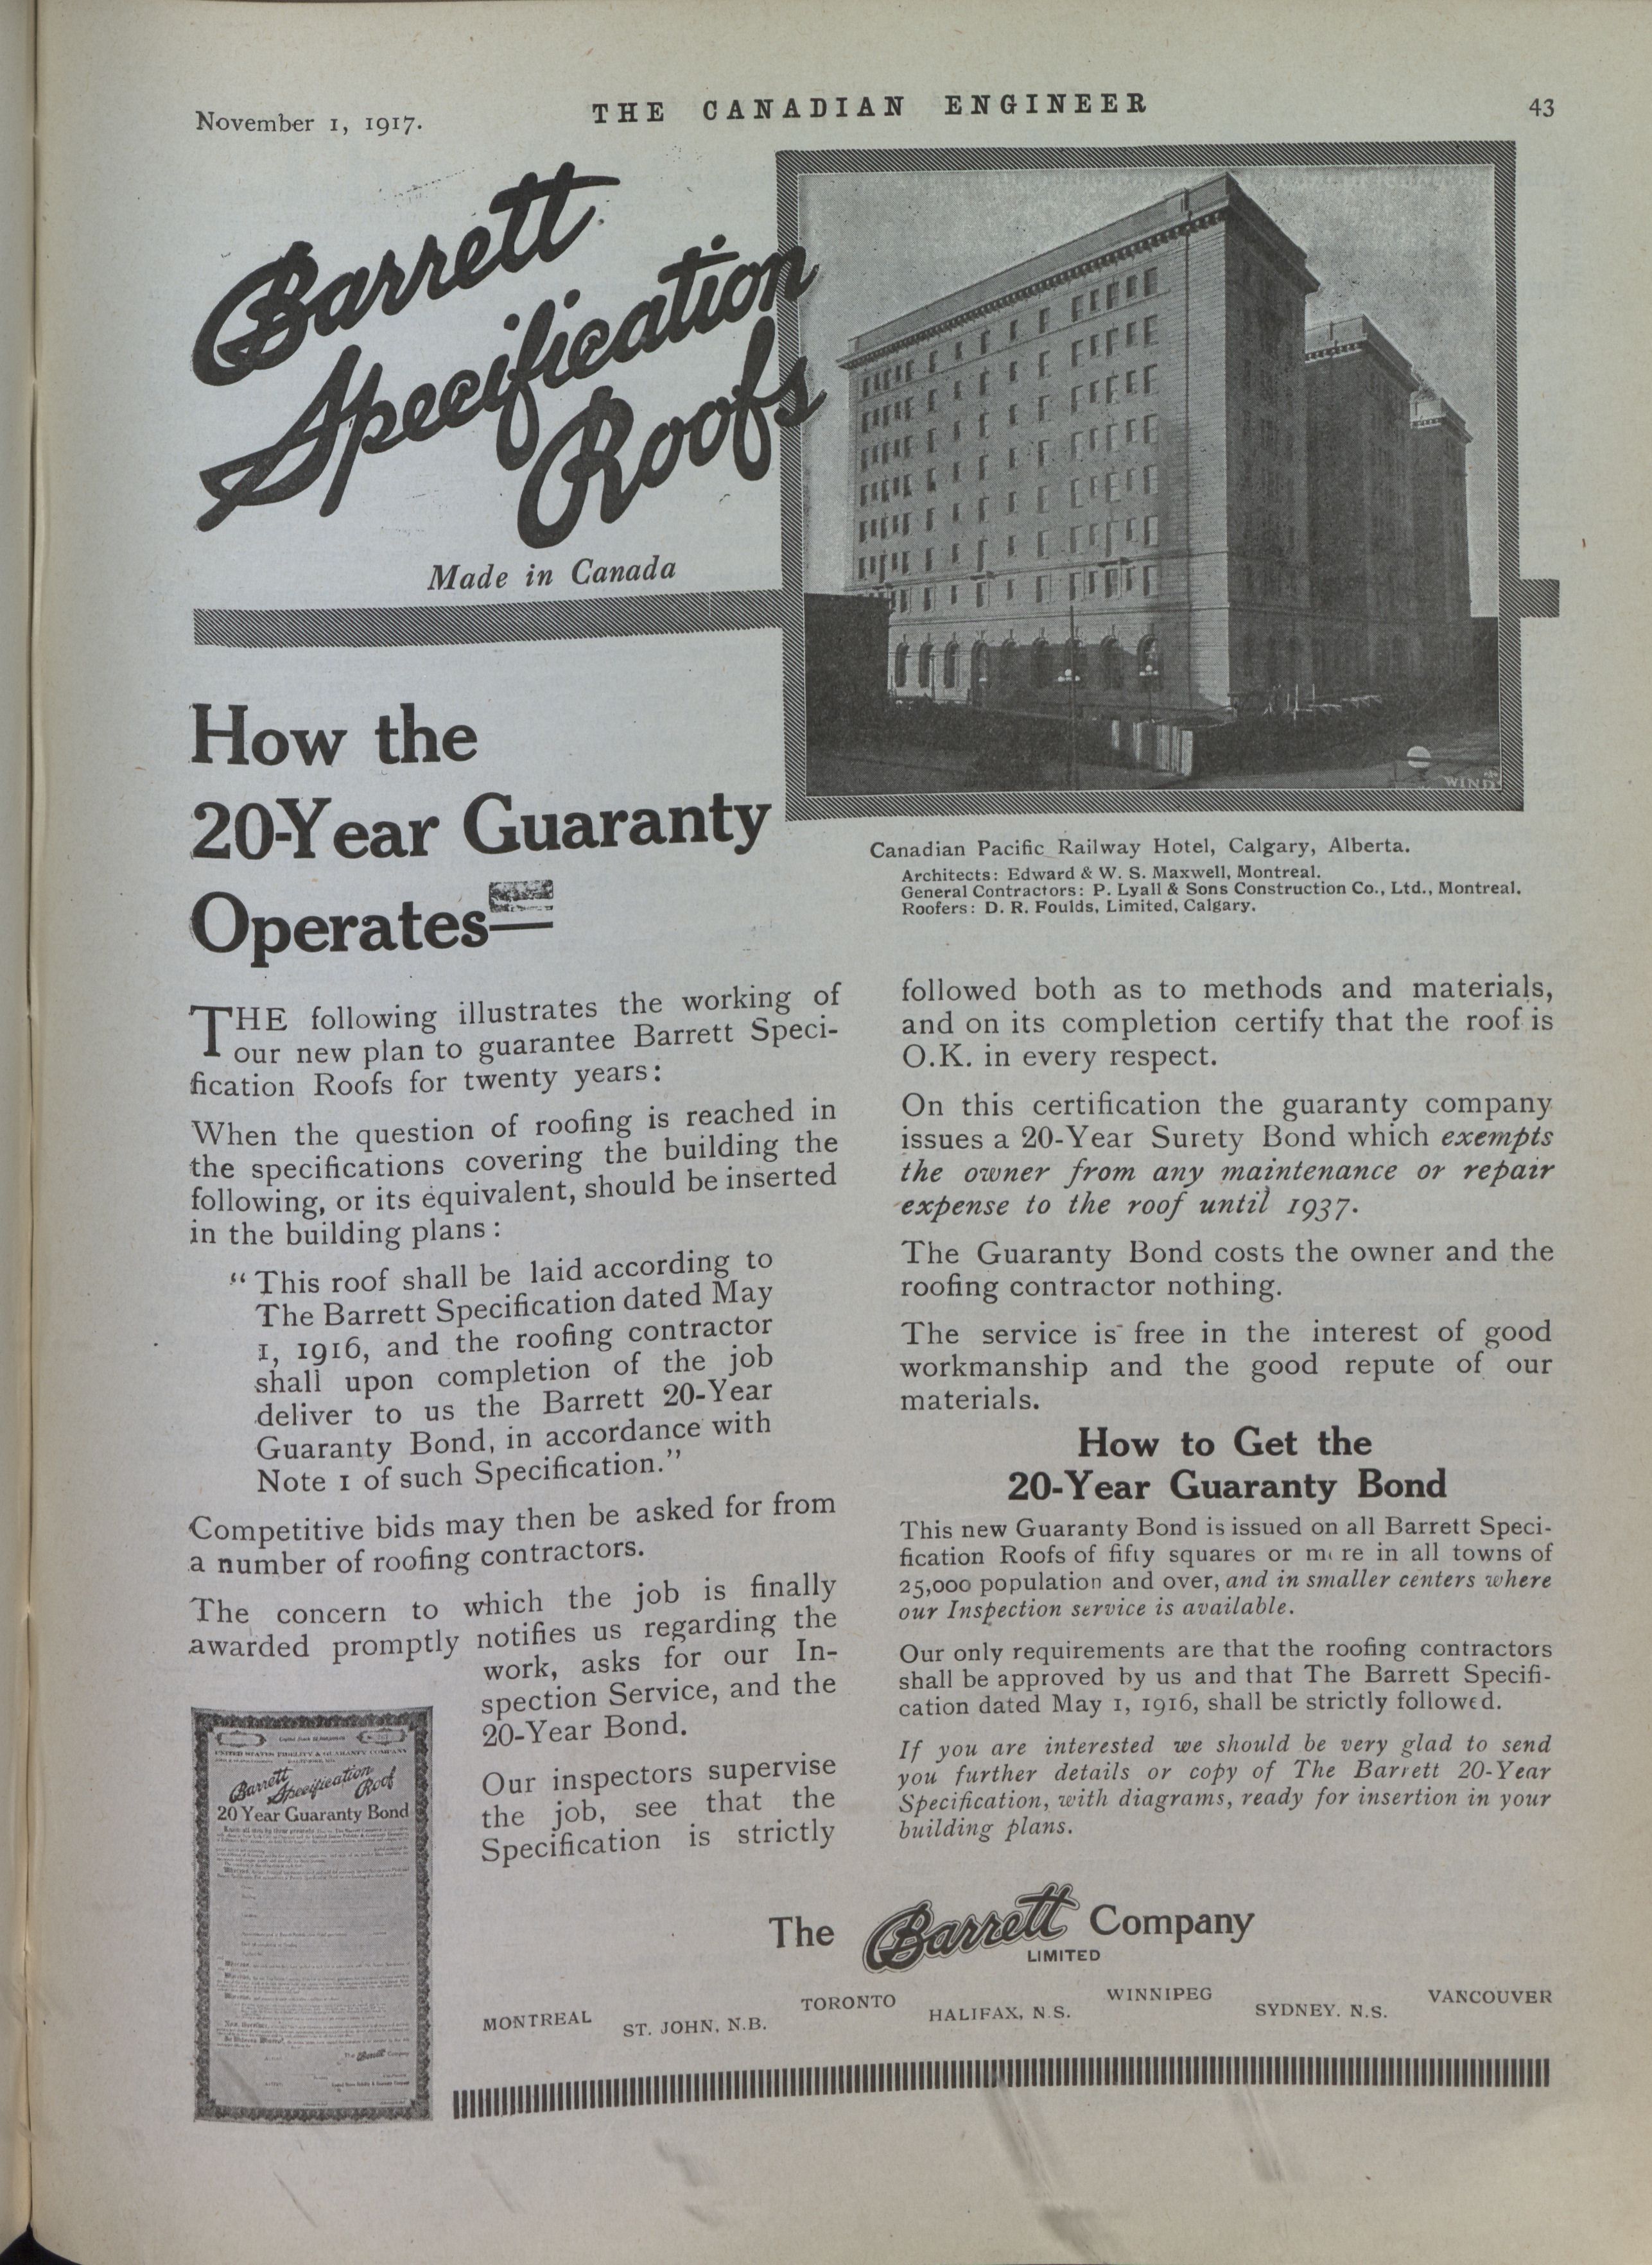 November 1, 1917.
THE CANADIAN ENGINEER
43
Barrett
Specification
Roofs
Made in Canada
WIND
Canadian Pacific Railway Hotel, Calgary, Alberta.
Architects: Edward & W. S. Maxwell, Montreal.
General Contractors: P. Lyall & Sons Construction Co., Ltd., Montreal.
Roofers: D. R. Foulds, Limited, Calgary.
How the
20-Year Guaranty
Operates—
THE following illustrates the working of
our new plan to guarantee Barrett Speci-
fication Roofs for twenty years:
When the question of roofing is reached in
the specifications covering the building the
following, or its equivalent, should be inserted
in the building plans:
“This roof shall be laid according to
The Barrett Specification dated May
1, 1916, and the roofing contractor
shall upon completion of the job
deliver to us the Barrett 20-Year
Guaranty Bond, in accordance with
Note 1 of such Specification.”
Competitive bids may then be asked for from
a number of roofing contractors.
The concern to which the job is finally
awarded promptly notifies us regarding the
work, asks for our In-
spection Service, and the
20-Year Bond.
Our inspectors supervise
the job, see that the
Specification is strictly
followed both as to methods and materials,
and on its completion certify that the roof is
O.K. in every respect.
On this certification the guaranty company
issues a 20-Year Surety Bond which exempts
the owner from any maintenance or repair
expense to the roof until 1937.
The Guaranty Bond costs the owner and the
roofing contractor nothing.
The service is free in the interest of good
workmanship and the good repute of our
materials.
How to Get the
20-Year Guaranty Bond
This new Guaranty Bond is issued on all Barrett Speci-
fication Roofs of fifty squares or more in all towns of
25,000 population and over, and in smaller centers where
our Inspection service is available.
Our only requirements are that the roofing contractors
shall be approved by us and that The Barrett Specifi-
cation dated May 1, 1916, shall be strictly followed.
If you are interested we should be very glad to send
you further details or copy of The Barrett 20-Year
Specification, with diagrams, ready for insertion in your
building plans.
UNITED STATES FIDELITY & GUARANTY COMPANY
Barrett
Specification
Roof
20 Year Guaranty Bond
The Barrett Company
LIMITED
MONTREAL ST. JOHN, N.B. TORONTO HALIFAX, N.S. WINNIPEG SYDNEY, N.S. VANCOUVER